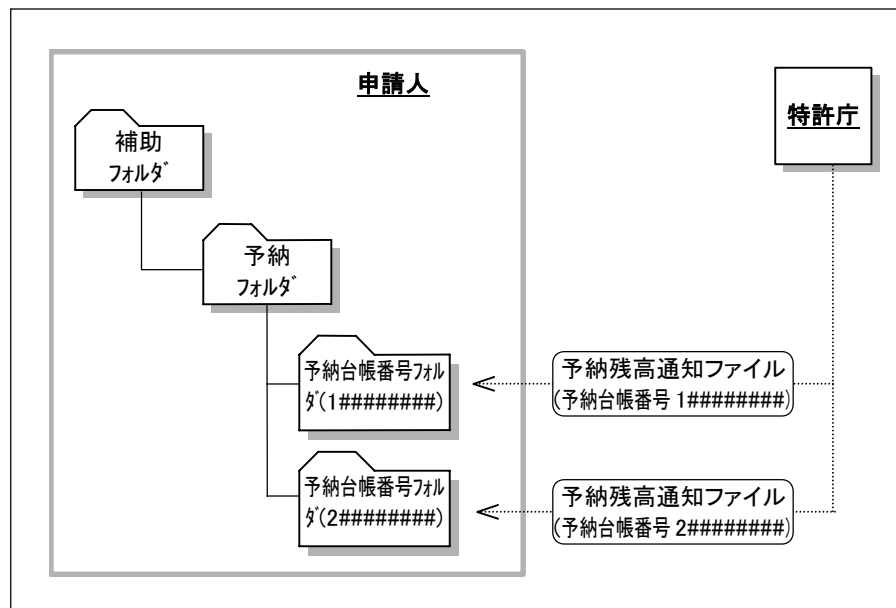 申請人
特許庁
補助
フォルダ
予納
フォルダ
予納台帳番号フォル
ダ(1########)
予納残高通知ファイル
(予納台帳番号 1########)
予納台帳番号フォル
ダ(2########)
予納残高通知ファイル
(予納台帳番号 2########)